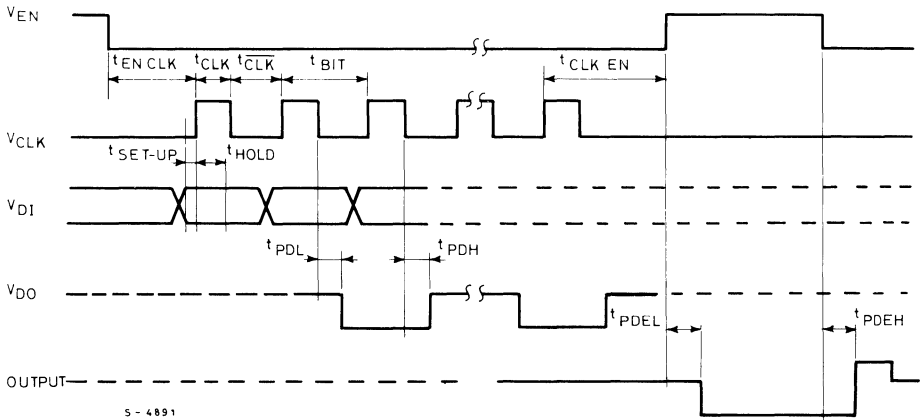 VEN
tEN CLK tCLK tCLK tBIT tCLK EN
VCLK
tSET-UP tHOLD
VDI
tPDL tPDH
VDO
tPDEL tPDEH
OUTPUT
S-4891